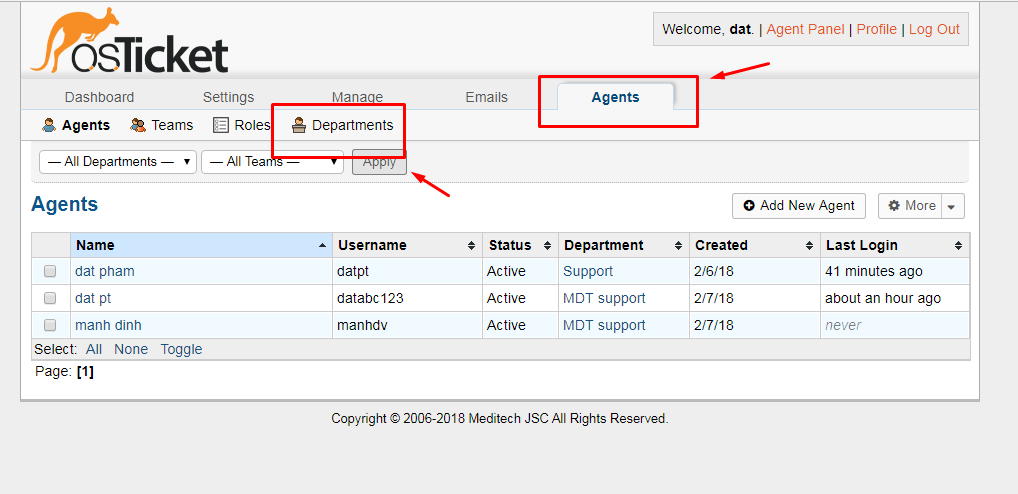 osTicket
Welcome, dat. | Agent Panel | Profile | Log Out
Dashboard Settings Manage Emails Agents
Agents Teams Roles Departments
— All Departments — — All Teams — Apply
Agents
Add New Agent More
Name Username Status Department Created Last Login
dat pham datpt Active Support 2/6/18 41 minutes ago
dat pt databc123 Active MDT support 2/7/18 about an hour ago
manh dinh manhdv Active MDT support 2/7/18 never
Select: All None Toggle
Page: [1]
Copyright © 2006-2018 Meditech JSC All Rights Reserved.